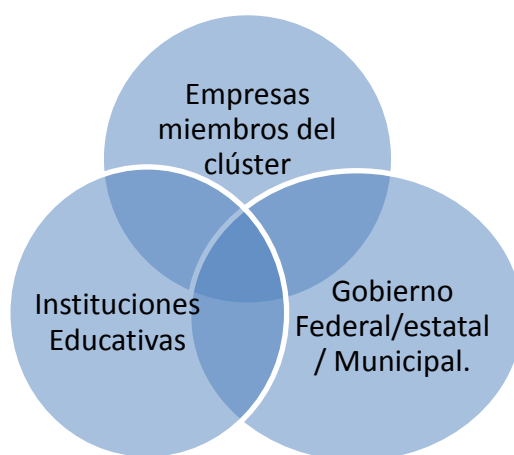 Empresas
miembros del
clúster
Instituciones
Educativas
Gobierno
Federal/estatal
/ Municipal.